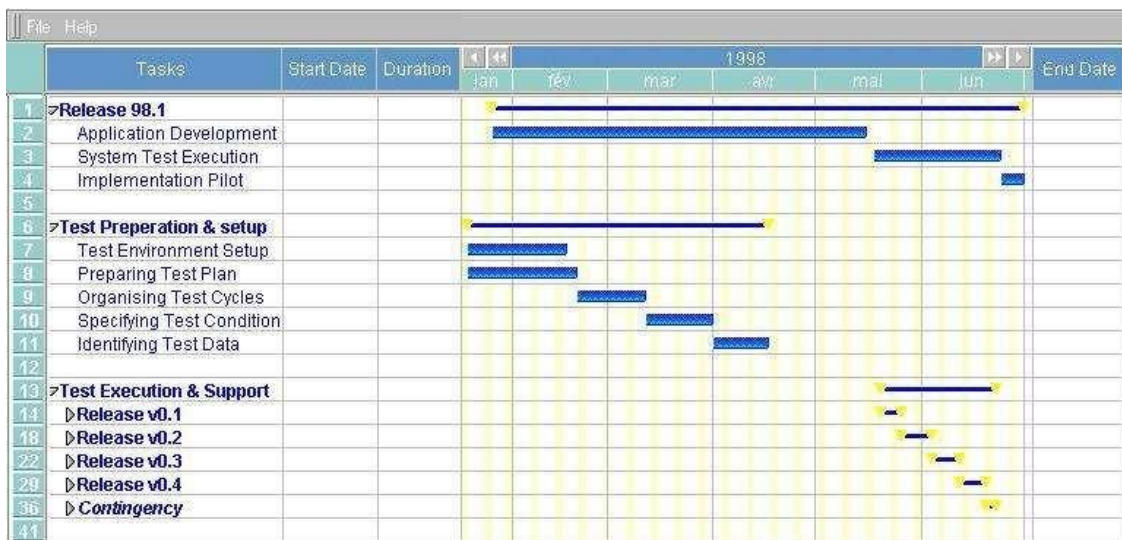 File Help
Tasks Start Date Duration 1998 End Date
jan fév mar avr mai jun
1 Release 98.1
2 Application Development
3 System Test Execution
4 Implementation Pilot
5
6 Test Preperation & setup
7 Test Environment Setup
8 Preparing Test Plan
9 Organising Test Cycles
10 Specifying Test Condition
11 Identifying Test Data
12
13 Test Execution & Support
14 Release v0.1
18 Release v0.2
22 Release v0.3
29 Release v0.4
36 Contingency
41